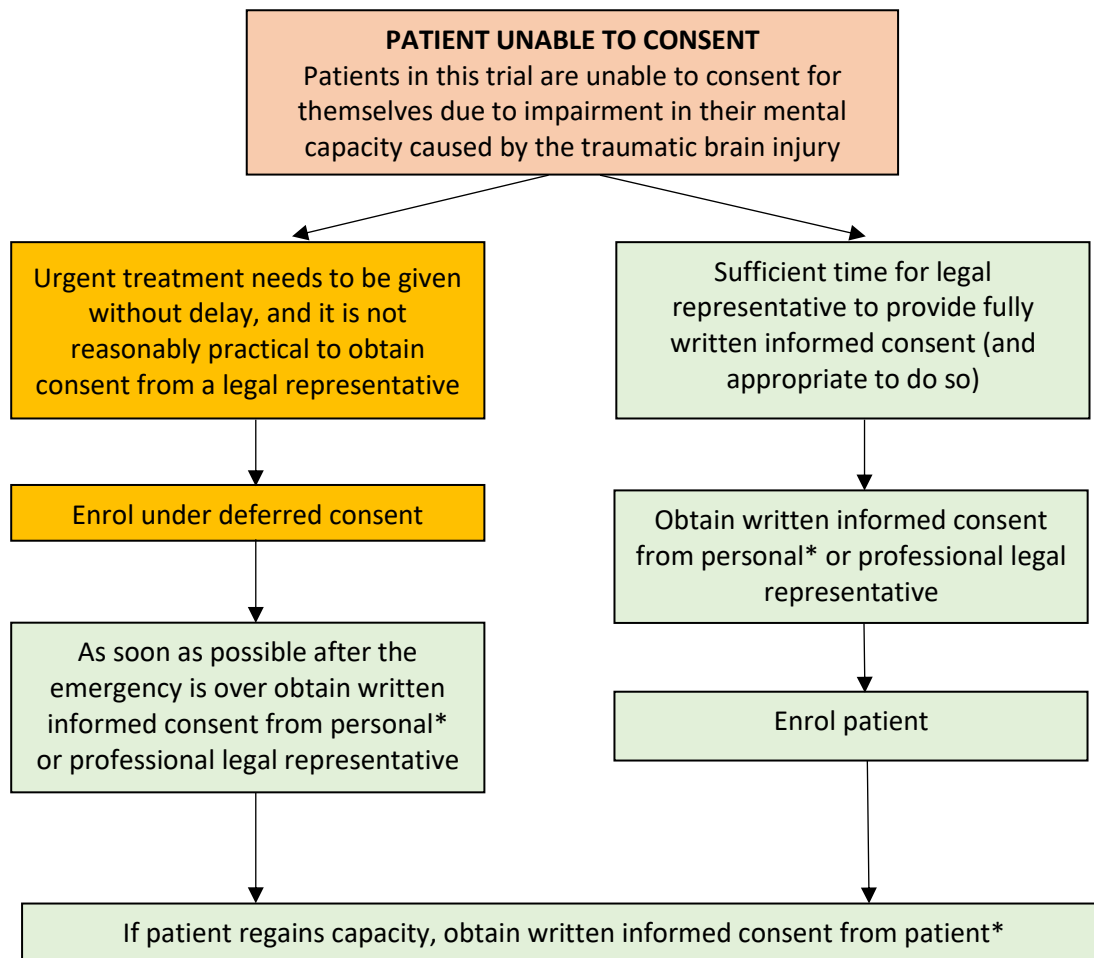 PATIENT UNABLE TO CONSENT
Patients in this trial are unable to consent for
themselves due to impairment in their mental
capacity caused by the traumatic brain injury
Urgent treatment needs to be given
without delay, and it is not
reasonably practical to obtain
consent from a legal representative
Enrol under deferred consent
As soon as possible after the
emergency is over obtain written
informed consent from personal*
or professional legal representative
Sufficient time for legal
representative to provide fully
written informed consent (and
appropriate to do so)
Obtain written informed consent
from personal* or professional legal
representative
Enrol patient
If patient regains capacity, obtain written informed consent from patient*